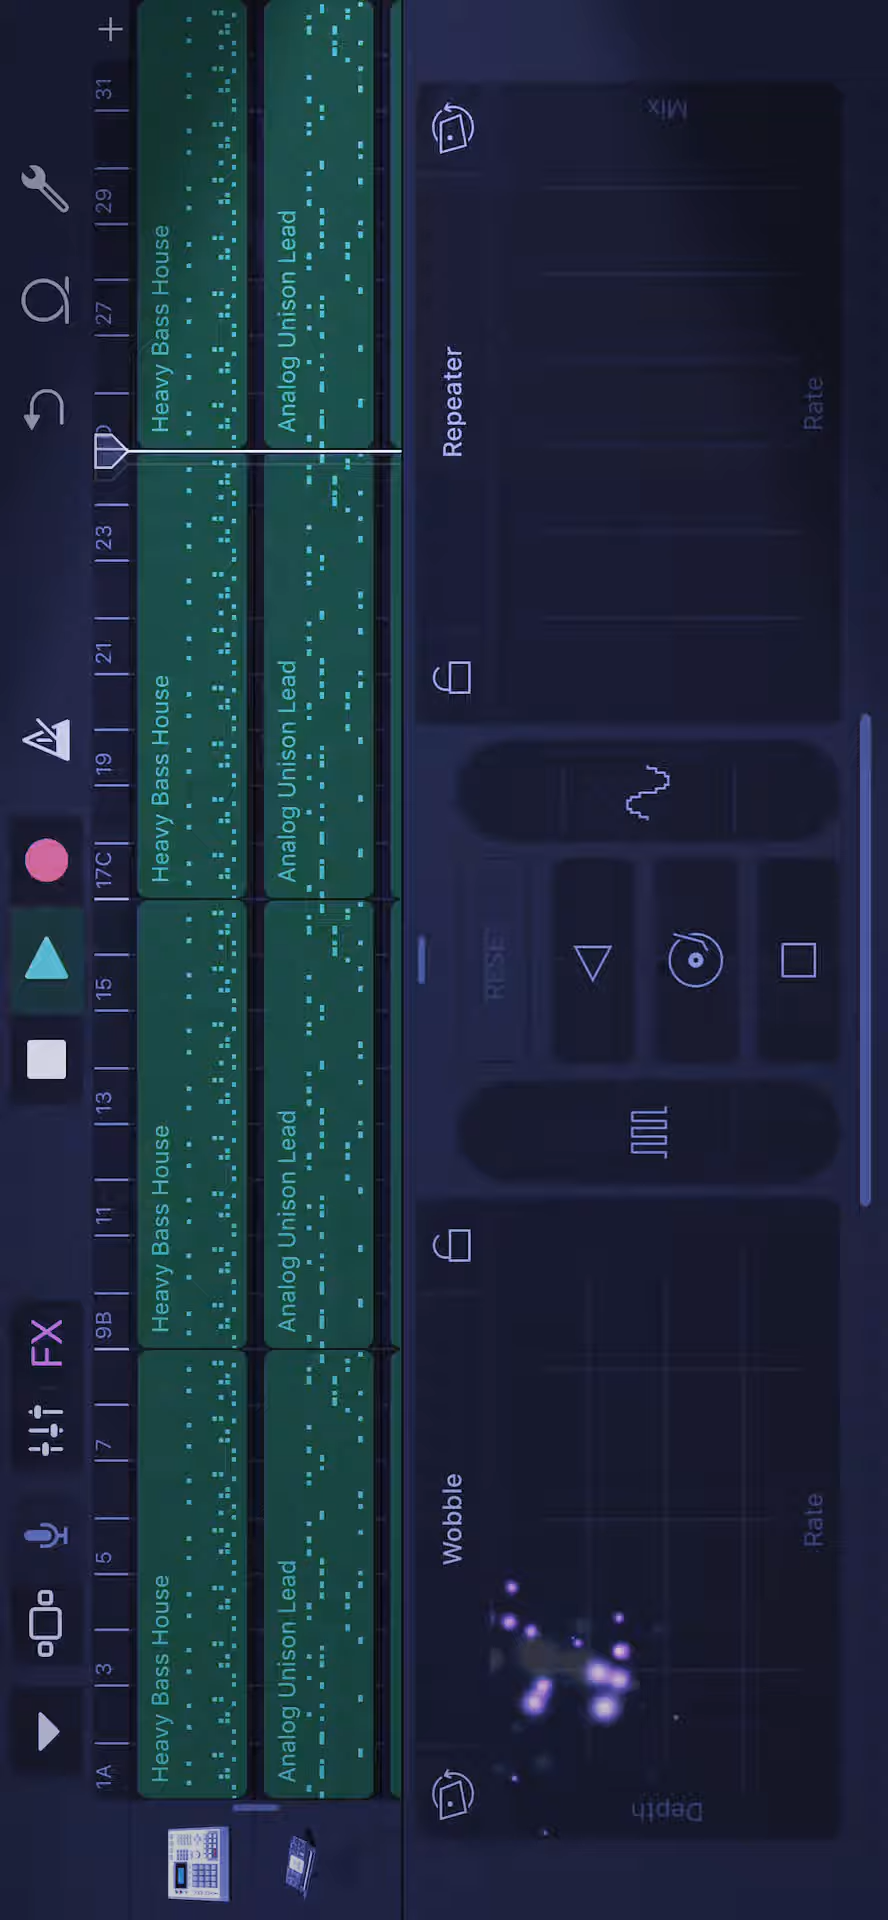 FX
1A
3
5
7
9B
11
13
15
17C
19
21
23
27
29
31
+
Heavy Bass House
Heavy Bass House
Heavy Bass House
Heavy Bass House
Analog Unison Lead
Analog Unison Lead
Analog Unison Lead
Analog Unison Lead
Wobble
Depth
Rate
RESET
Repeater
Mix
Rate